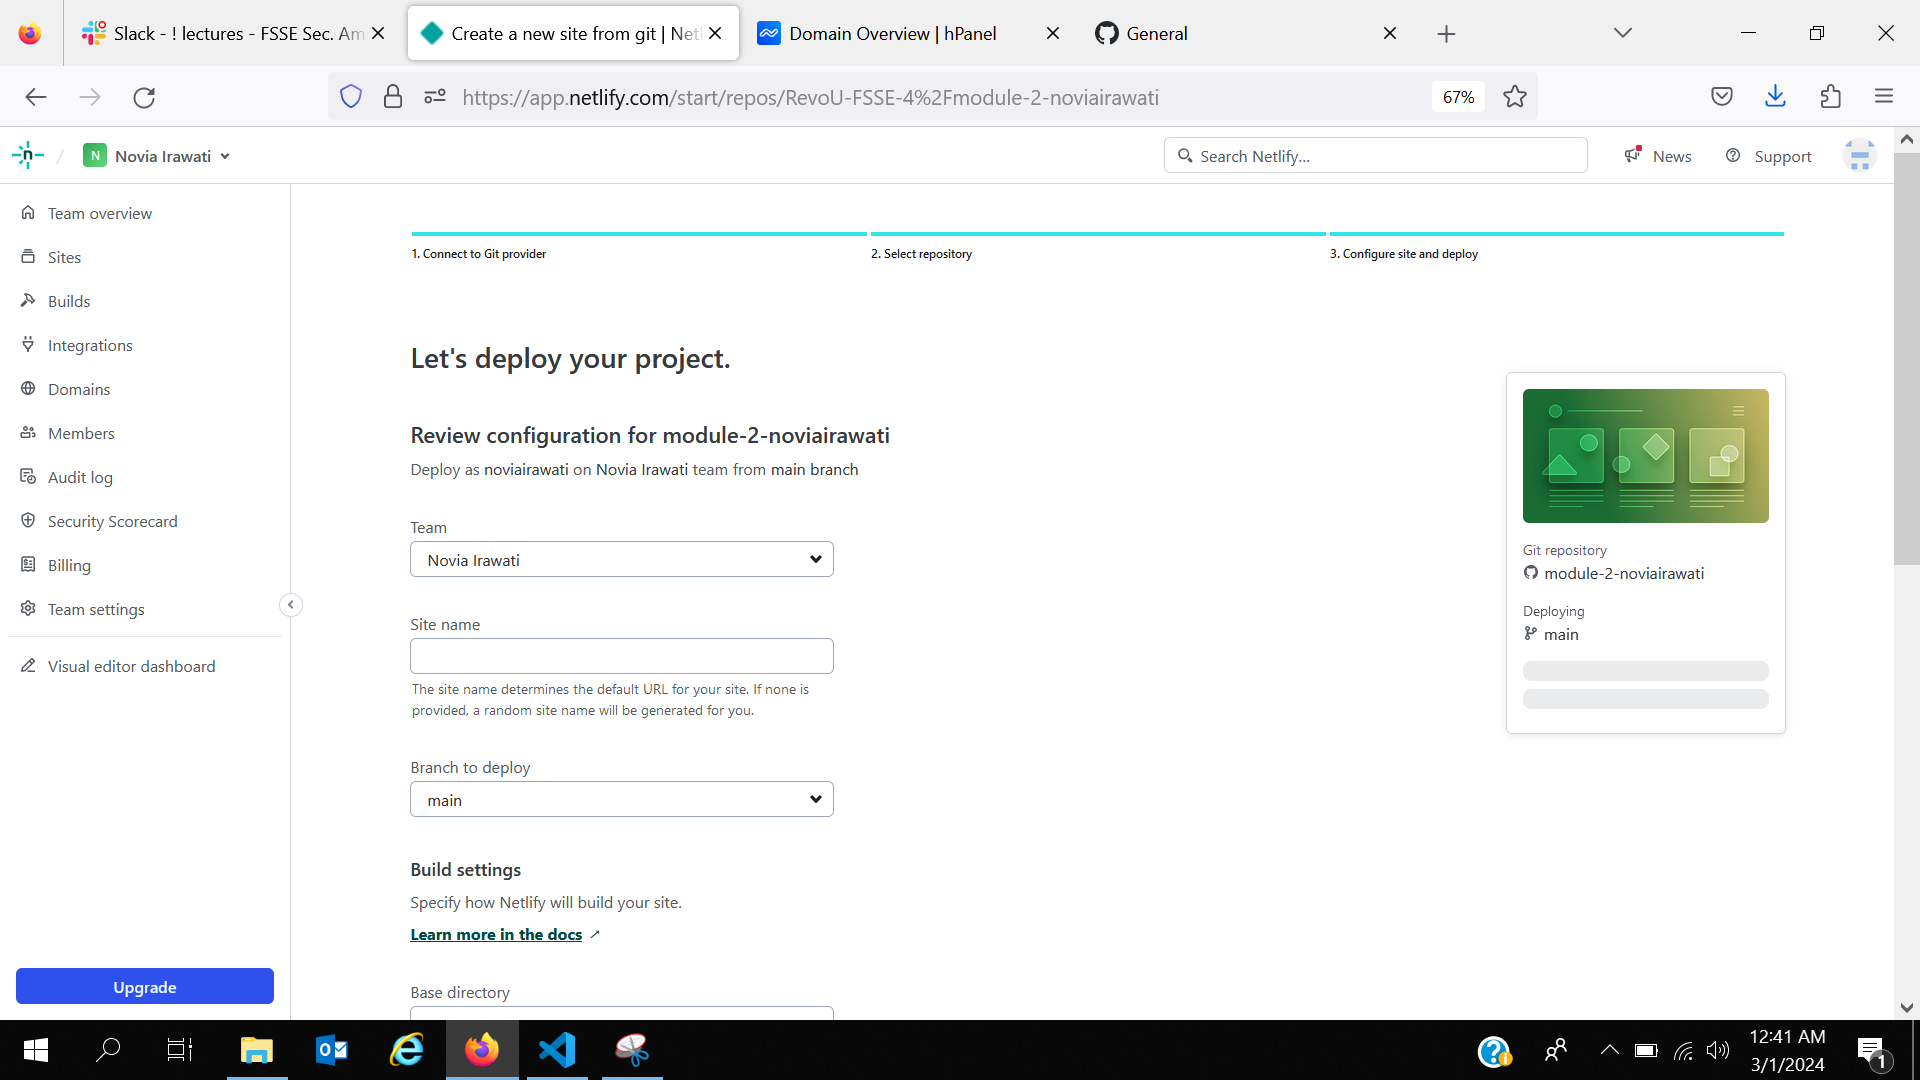 Slack - ! lectures - FSSE Sec. Am
Create a new site from git | Net
Domain Overview | hPanel
General
https://app.netlify.com/start/repos/RevoU-FSSE-4%2Fmodule-2-noviairawati
67%
n
/
N
Novia Irawati
Search Netlify...
News
Support
Team overview
Sites
Builds
Integrations
Domains
Members
Audit log
Security Scorecard
Billing
Team settings
Visual editor dashboard
Upgrade
1. Connect to Git provider
2. Select repository
3. Configure site and deploy
Let's deploy your project.
Review configuration for module-2-noviairawati
Deploy as noviairawati on Novia Irawati team from main branch
Team
Novia Irawati
Site name
The site name determines the default URL for your site. If none is
provided, a random site name will be generated for you.
Branch to deploy
main
Build settings
Specify how Netlify will build your site.
Learn more in the docs
Base directory
Git repository
module-2-noviairawati
Deploying
main
12:41 AM
3/1/2024
1